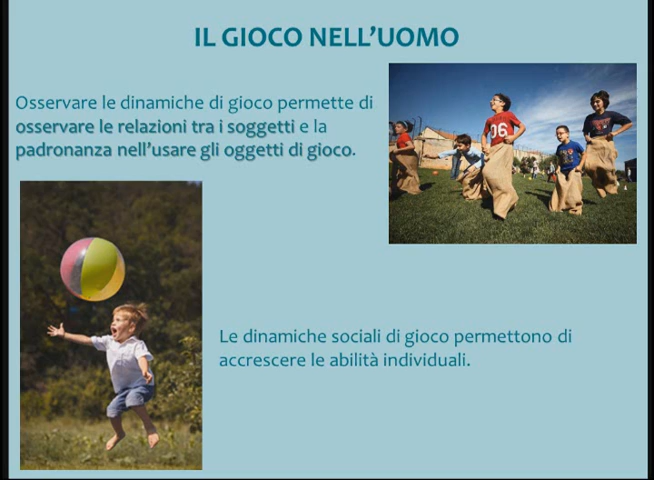 IL GIOCO NELL'UOMO
Osservare le dinamiche di gioco permette di
osservare le relazioni tra i soggetti e la
padronanza nell'usare gli oggetti di gioco.
06
Le dinamiche sociali di gioco permettono di
accrescere le abilità individuali.